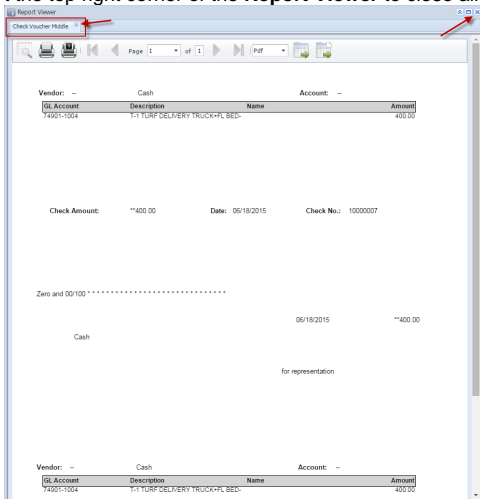 the top right corner of the Report Viewer to close all
Report Viewer
Check Voucher Middle
Page 1 of 1 Pdf
Vendor: -- Cash Account: --
GL Account Description Name Amount
74901-1004 T-1 TURF DELIVERY TRUCK+FL BED- 400.00
Check Amount: **400.00 Date: 06/18/2015 Check No.: 10000007
Zero and 00/100 * * * * * * * * * * * * * * * * * * * * * * * * * * * * * *
06/18/2015 **400.00
Cash
for representation
Vendor: -- Cash Account: --
GL Account Description Name Amount
74901-1004 T-1 TURF DELIVERY TRUCK+FL BED- 400.00